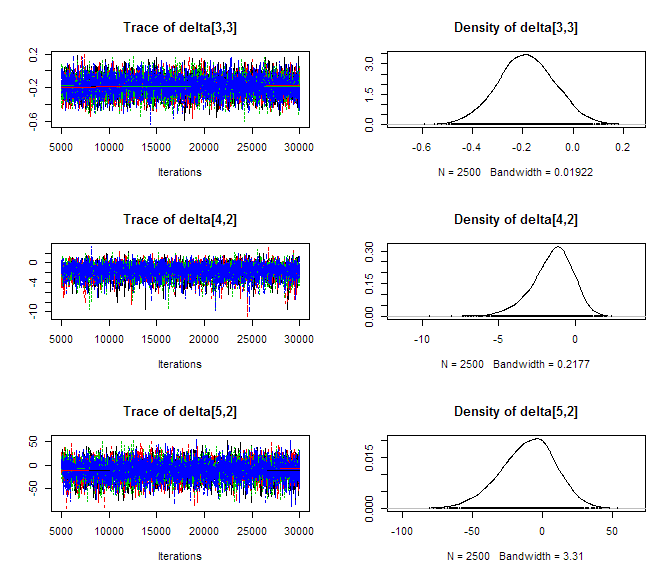 Trace of delta[3,3]
0.2
-0.2
-0.6
5000 10000 15000 20000 25000 30000
Iterations
Density of delta[3,3]
3.0
1.5
0.0
-0.6 -0.4 -0.2 0.0 0.2
N = 2500 Bandwidth = 0.01922
Trace of delta[4,2]
0
-4
-10
5000 10000 15000 20000 25000 30000
Iterations
Density of delta[4,2]
0.30
0.15
0.00
-10 -5 0
N = 2500 Bandwidth = 0.2177
Trace of delta[5,2]
50
0
-50
5000 10000 15000 20000 25000 30000
Iterations
Density of delta[5,2]
0.015
0.000
-100 -50 0 50
N = 2500 Bandwidth = 3.31